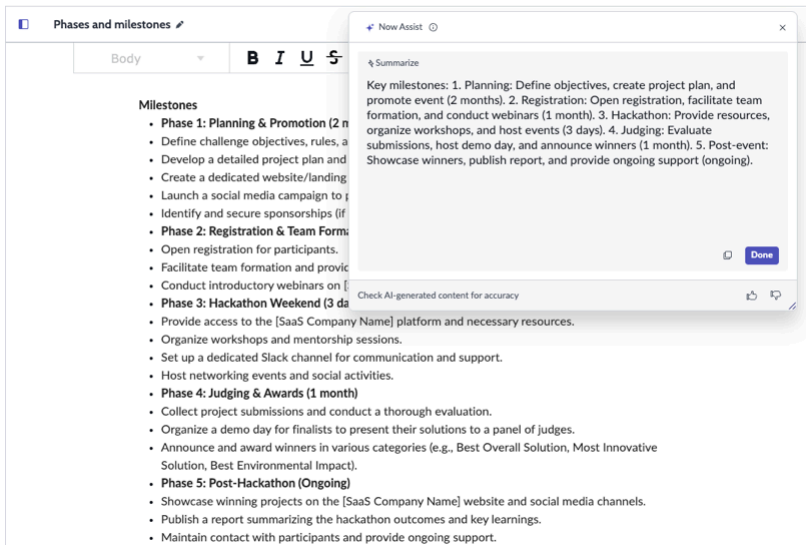 Phases and milestones
Body
B I U S
Now Assist
Summarize
Key milestones: 1. Planning: Define objectives, create project plan, and
promote event (2 months). 2. Registration: Open registration, facilitate team
formation, and conduct webinars (1 month). 3. Hackathon: Provide resources,
organize workshops, and host events (3 days). 4. Judging: Evaluate
submissions, host demo day, and announce winners (1 month). 5. Post-event:
Showcase winners, publish report, and provide ongoing support (ongoing).
Done
Check AI-generated content for accuracy
Milestones
• Phase 1: Planning & Promotion (2
• Define challenge objectives, rules,
• Develop a detailed project plan and
• Create a dedicated website/landing
• Launch a social media campaign to
• Identify and secure sponsorships (if
• Phase 2: Registration & Team
• Open registration for participants.
• Facilitate team formation and
• Conduct introductory webinars on [
• Phase 3: Hackathon Weekend (3
• Provide access to the [SaaS Company Name] platform and necessary resources.
• Organize workshops and mentorship sessions.
• Set up a dedicated Slack channel for communication and support.
• Host networking events and social activities.
• Phase 4: Judging & Awards (1 month)
• Collect project submissions and conduct a thorough evaluation.
• Organize a demo day for finalists to present their solutions to a panel of judges.
• Announce and award winners in various categories (e.g., Best Overall Solution, Most Innovative
Solution, Best Environmental Impact).
• Phase 5: Post-Hackathon (Ongoing)
• Showcase winning projects on the [SaaS Company Name] website and social media channels.
• Publish a report summarizing the hackathon outcomes and key learnings.
• Maintain contact with participants and provide ongoing support.